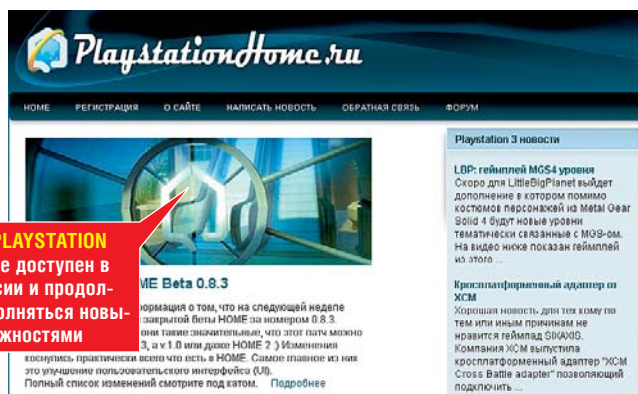 PlaystationHome.ru
HOME РЕГИСТРАЦИЯ О САЙТЕ НАПИСАТЬ НОВОСТЬ ОБРАТНАЯ СВЯЗЬ ФОРУМ
PLAYSTATION
е доступен в
сии и продол-
олняться новы-
жностями
ME Beta 0.8.3
ормация о том, что на следующей неделе
закрытой беты HOME за номером 0.8.3.
они такие значительные, что этот патч можно
3, а v.1.0 или даже HOME 2 :) Изменения
коснулись практически всего что есть в HOME. Самое главное из них
это улучшение пользовательского интерфейса (UI).
Полный список изменений смотрите под катом. Подробнее
Playstation 3 новости
LBP: геймплей MGS4 уровня
Скоро для LittleBigPlanet выйдет
дополнение в котором помимо
костюмов персонажей из Metal Gear
Solid 4 будут новые уровни
тематически связанные с MGS-ом.
На видео ниже показан геймплей
из этого ...
Кроссплатформенный адаптер от
XCM
Хорошая новость для тех кому по
тем или иным причинам не
нравится геймпад SIXAXIS.
Компания XCM выпустила
кроссплатформенный адаптер "XCM
Cross Battle adapter" позволяющий
подключить ...